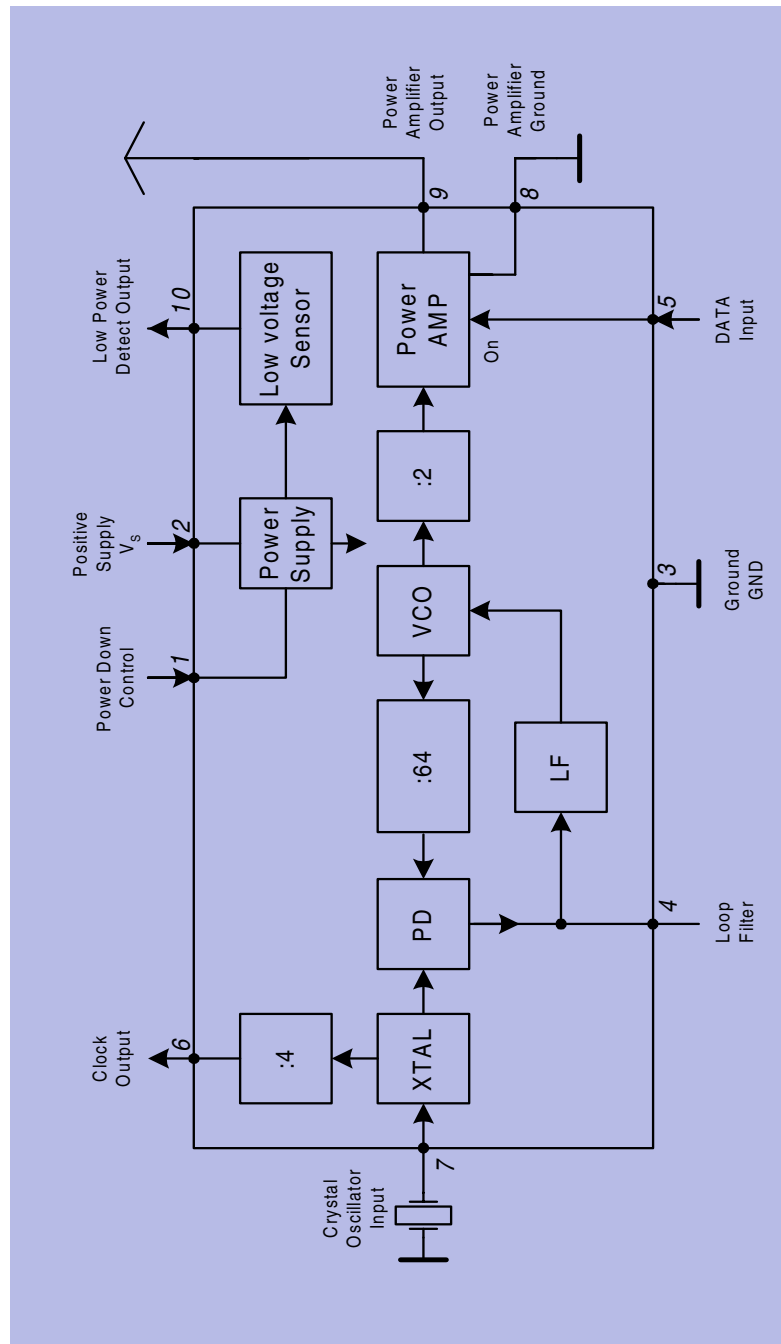 Clock
Output
6
Power Down
Control
1
Positive
Supply
VS
2
Low Power
Detect Output
10
:4
Power
Supply
Low voltage
Sensor
Crystal
Oscillator
Input
7
XTAL
PD
:64
VCO
:2
Power
AMP
On
9
Power
Amplifier
Output
8
Power
Amplifier
Ground
LF
4
Loop
Filter
3
Ground
GND
5
DATA
Input